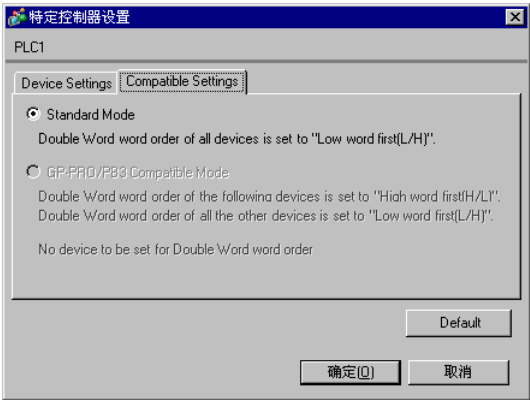 特定控制器设置
PLC1
Device Settings
Compatible Settings
Standard Mode
Double Word word order of all devices is set to "Low word first(L/H)".
GP-PRO/PB3 Compatible Mode
Double Word word order of the following devices is set to "High word first(H/L)".
Double Word word order of all the other devices is set to "Low word first(L/H)".
No device to be set for Double Word word order
Default
确定(O)
取消